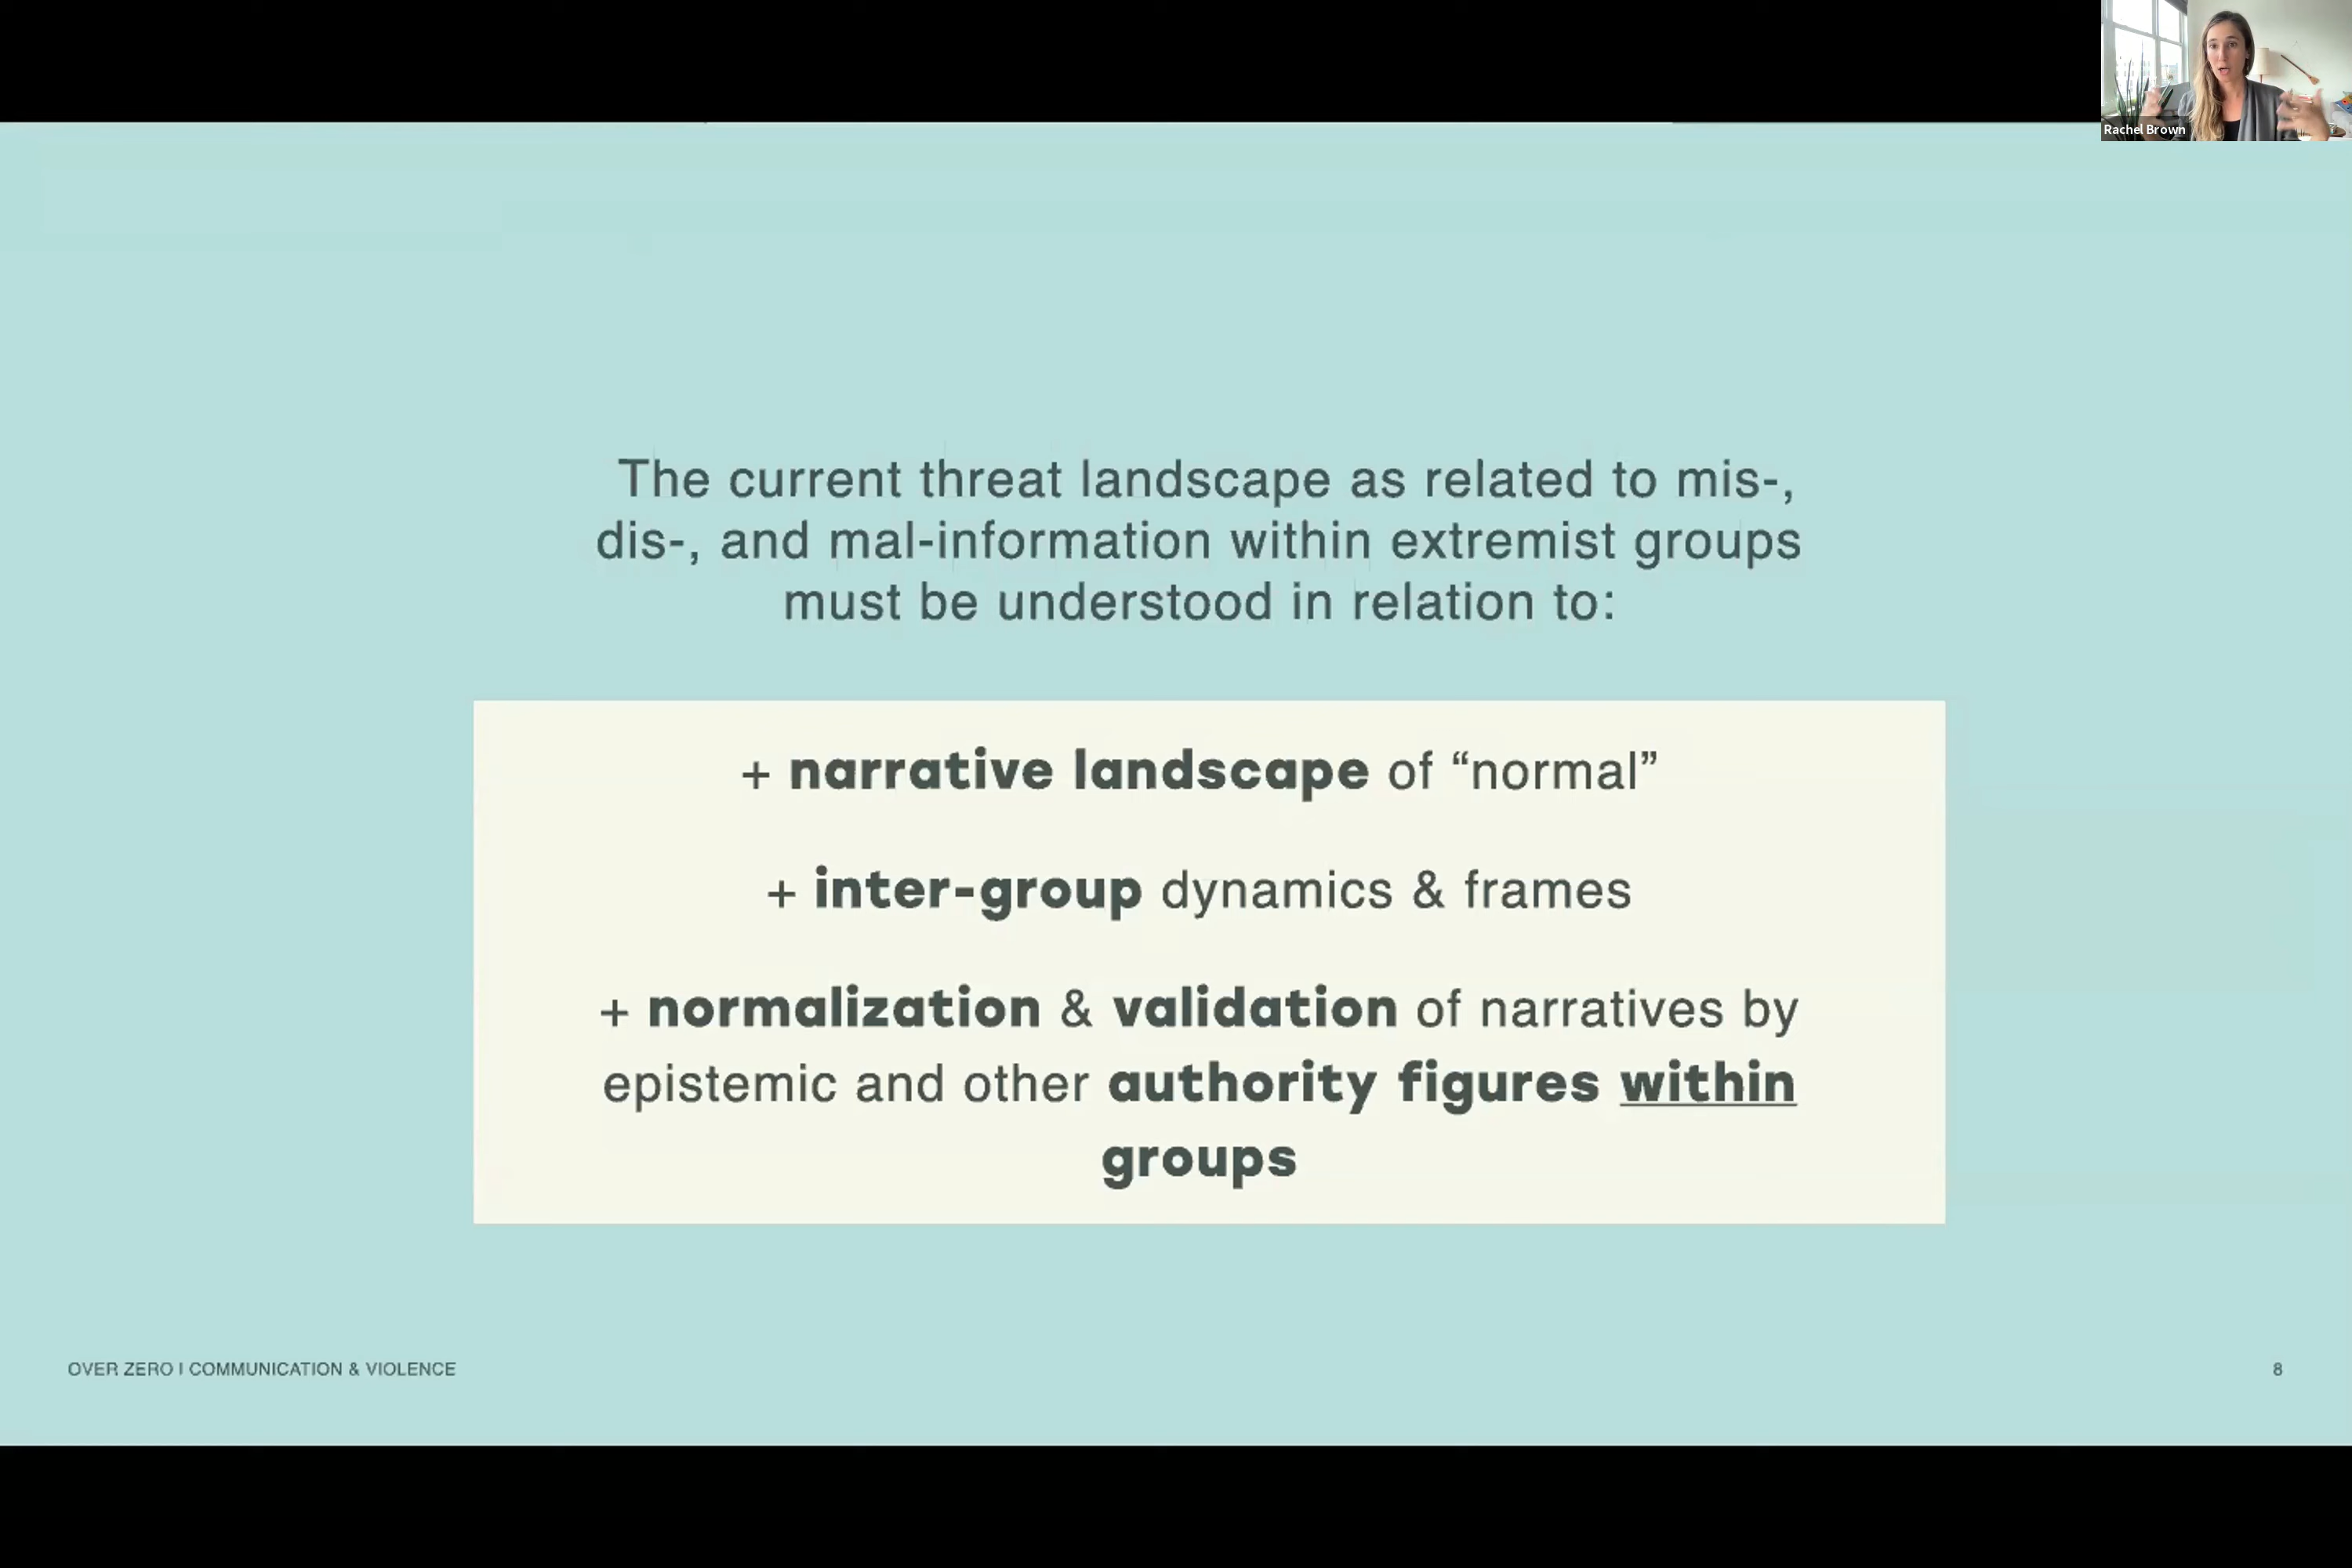 Rachel Brown
The current threat landscape as related to mis-,
dis-, and mal-information within extremist groups
must be understood in relation to:
+ narrative landscape of “normal”
+ inter-group dynamics & frames
+ normalization & validation of narratives by
epistemic and other authority figures within
groups
OVER ZERO I COMMUNICATION & VIOLENCE
8